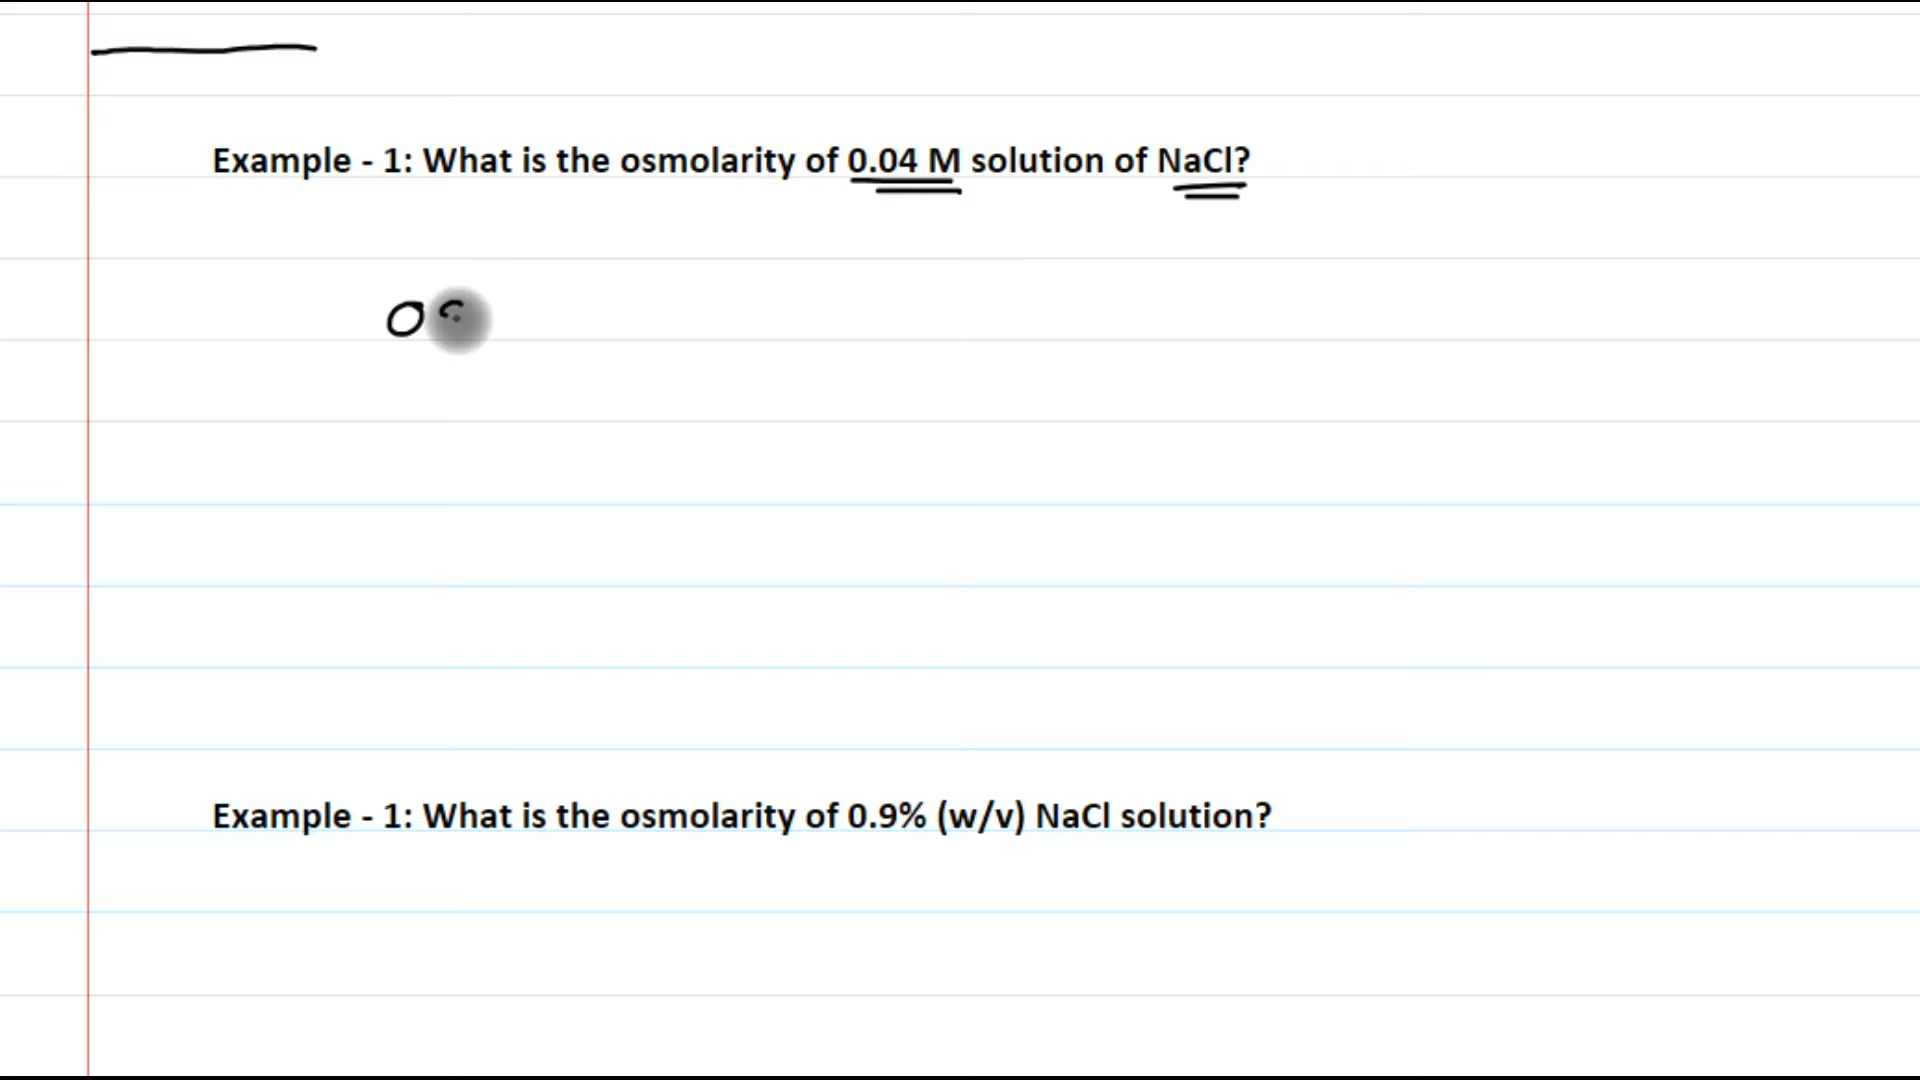 Example - 1: What is the osmolarity of 0.04 M solution of NaCl?
Os
Example - 1: What is the osmolarity of 0.9% (w/v) NaCl solution?